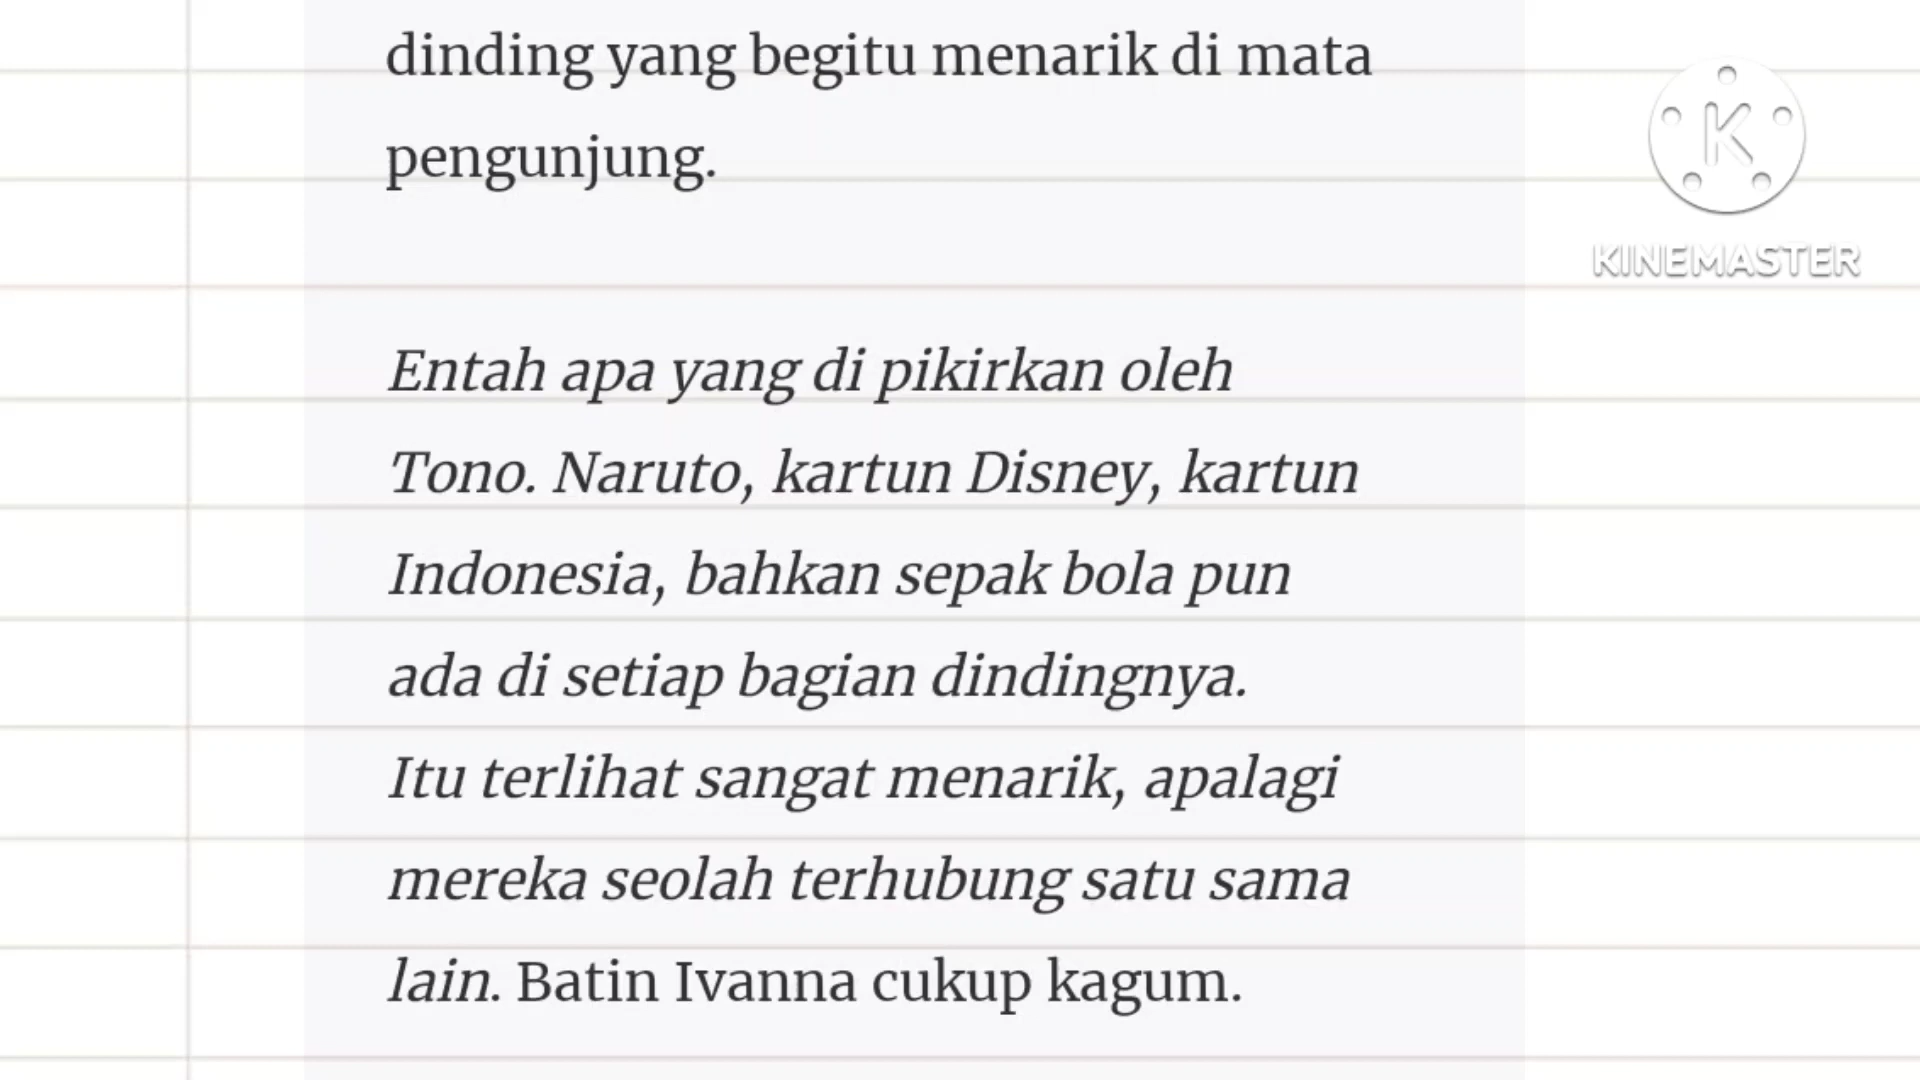 dinding yang begitu menarik di mata
pengunjung.
KINEMASTER
Entah apa yang di pikirkan oleh
Tono. Naruto, kartun Disney, kartun
Indonesia, bahkan sepak bola pun
ada di setiap bagian dindingnya.
Itu terlihat sangat menarik, apalagi
mereka seolah terhubung satu sama
lain. Batin Ivanna cukup kagum.